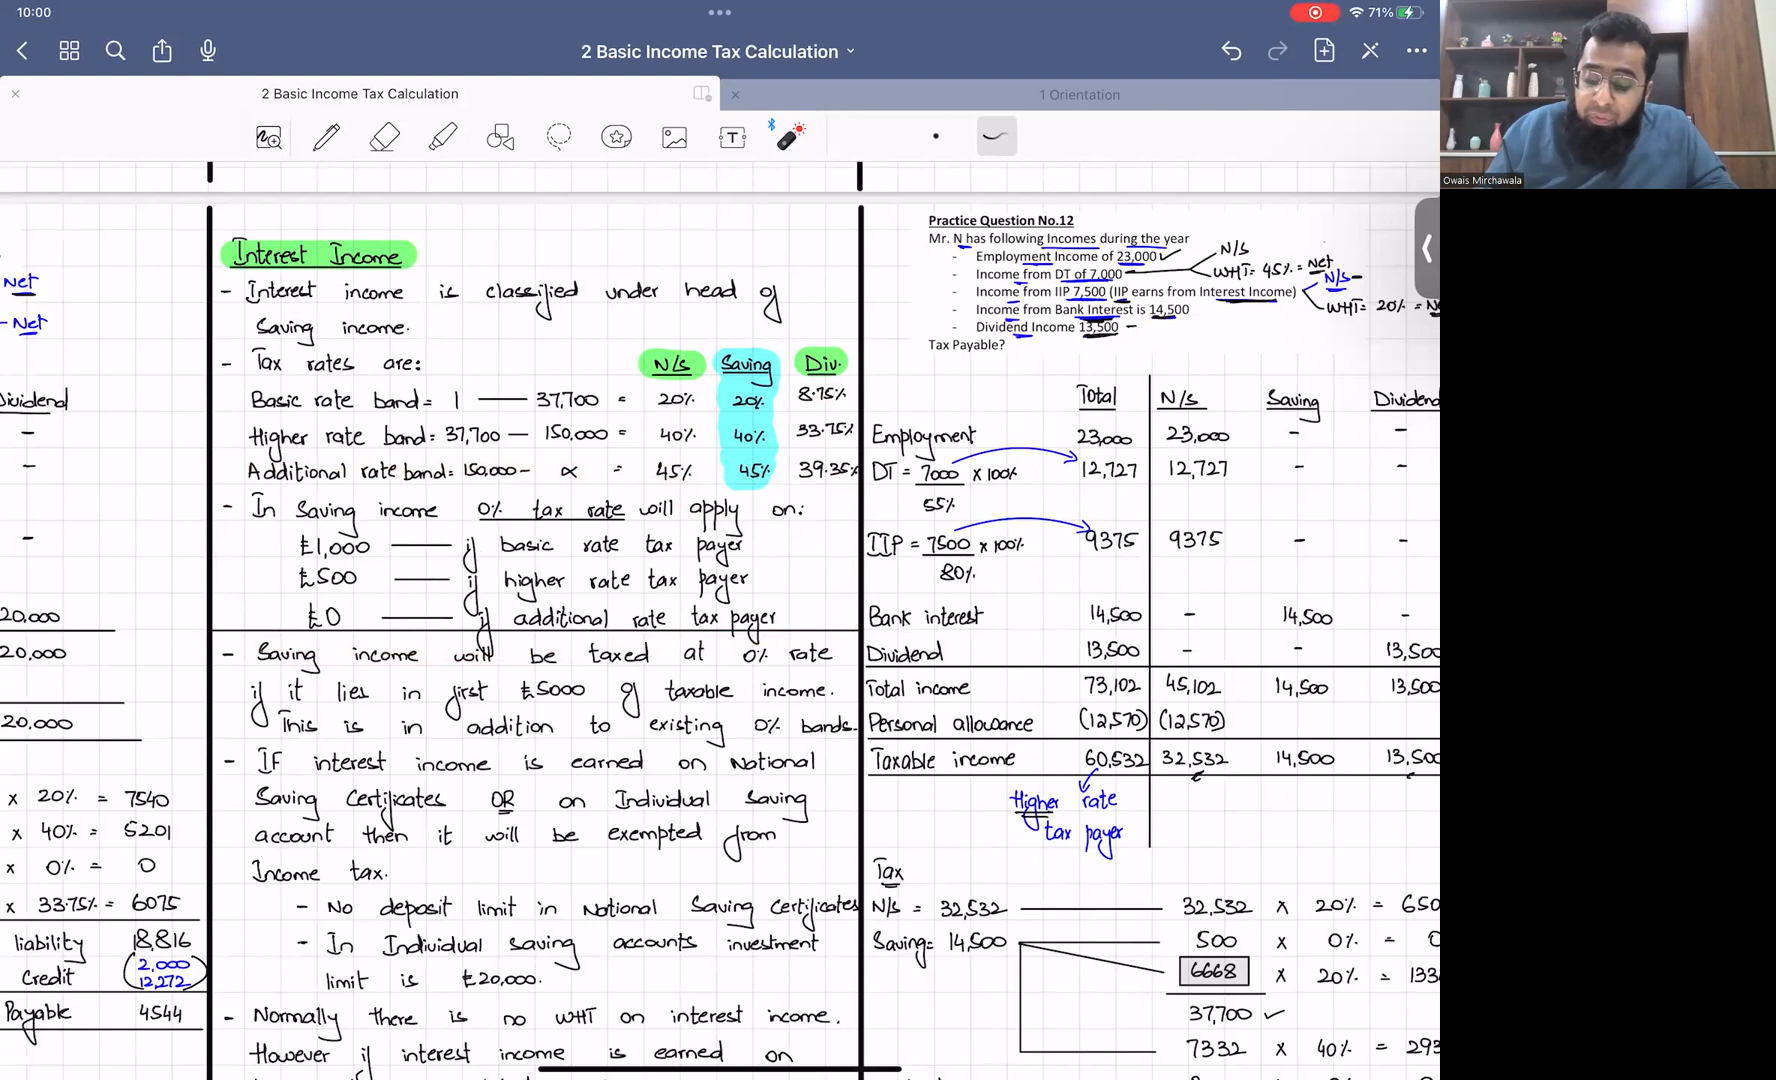 10:00
71%
2 Basic Income Tax Calculation
2 Basic Income Tax Calculation
1 Orientation
Owais Mirchawala
Net
- Net
Dividend
-
-
-
20,000
20,000
20,000
x 20% = 7540
x 40% = 5201
x 0% = 0
x 33.75% = 6075
liability 18,816
Credit (2,000
12,272)
Payable 4544
Interest Income
- Interest income is classified under head of
Saving income.
- Tax rates are: N/S Saving Div.
Basic rate band = 1 — 37,700 = 20% 20% 8.75%
Higher rate band = 37,700 — 150,000 = 40% 40% 33.75%
Additional rate band = 150,000 - ∝ = 45% 45% 39.35%
- In Saving income 0% tax rate will apply on:
£1,000 — if basic rate tax payer
£500 — if higher rate tax payer
£0 — if additional rate tax payer
- Saving income will be taxed at 0% rate
if it lies in first £5000 of taxable income.
This is in addition to existing 0% bands.
- If interest income is earned on National
Saving Certificates OR on Individual Saving
account then it will be exempted from
Income tax.
- No deposit limit in National Saving Certificates
- In Individual saving accounts investment
limit is £20,000.
- Normally there is no WHT on interest income.
However if interest income is earned on
Practice Question No.12
Mr. N has following Incomes during the year
- Employment Income of 23,000
- Income from DT of 7,000
- Income from IIP 7,500 (IIP earns from Interest Income)
- Income from Bank Interest is 14,500
- Dividend Income 13,500
Tax Payable?
N/S
WHT = 45% = Net
N/S
WHT = 20% =
Total N/S Saving Dividend
Employment 23,000 23,000 - -
DT = 7000 x 100% 12,727 12,727 - -
55%
IIP = 7500 x 100% 9375 9375 - -
80%
Bank interest 14,500 - 14,500 -
Dividend 13,500 - - 13,500
Total income 73,102 45,102 14,500 13,500
Personal allowance (12,570) (12,570)
Taxable income 60,532 32,532 14,500 13,500
Higher rate
tax payer
Tax
N/S = 32,532 — 32,532 x 20% = 650
Saving = 14,500 500 x 0% = 0
6668 x 20% = 133
37,700
7332 x 40% = 293